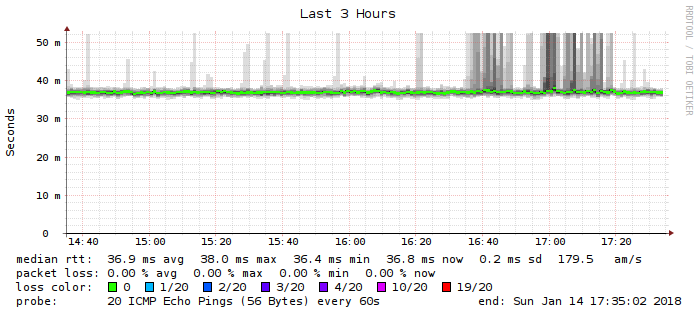 Last 3 Hours
RRDTOOL / TOBI OETIKER
Seconds
50 m
40 m
30 m
20 m
10 m
0
14:40 15:00 15:20 15:40 16:00 16:20 16:40 17:00 17:20
median rtt: 36.9 ms avg 38.0 ms max 36.4 ms min 36.8 ms now 0.2 ms sd 179.5 am/s
packet loss: 0.00 % avg 0.00 % max 0.00 % min 0.00 % now
loss color: 0 1/20 2/20 3/20 4/20 10/20 19/20
probe: 20 ICMP Echo Pings (56 Bytes) every 60s end: Sun Jan 14 17:35:02 2018